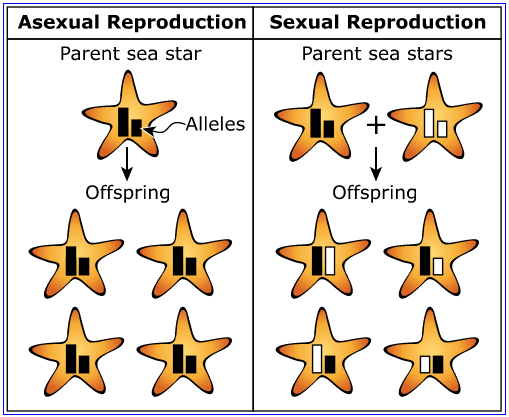 Asexual Reproduction
Parent sea star
Alleles
Offspring
Sexual Reproduction
Parent sea stars
+
Offspring